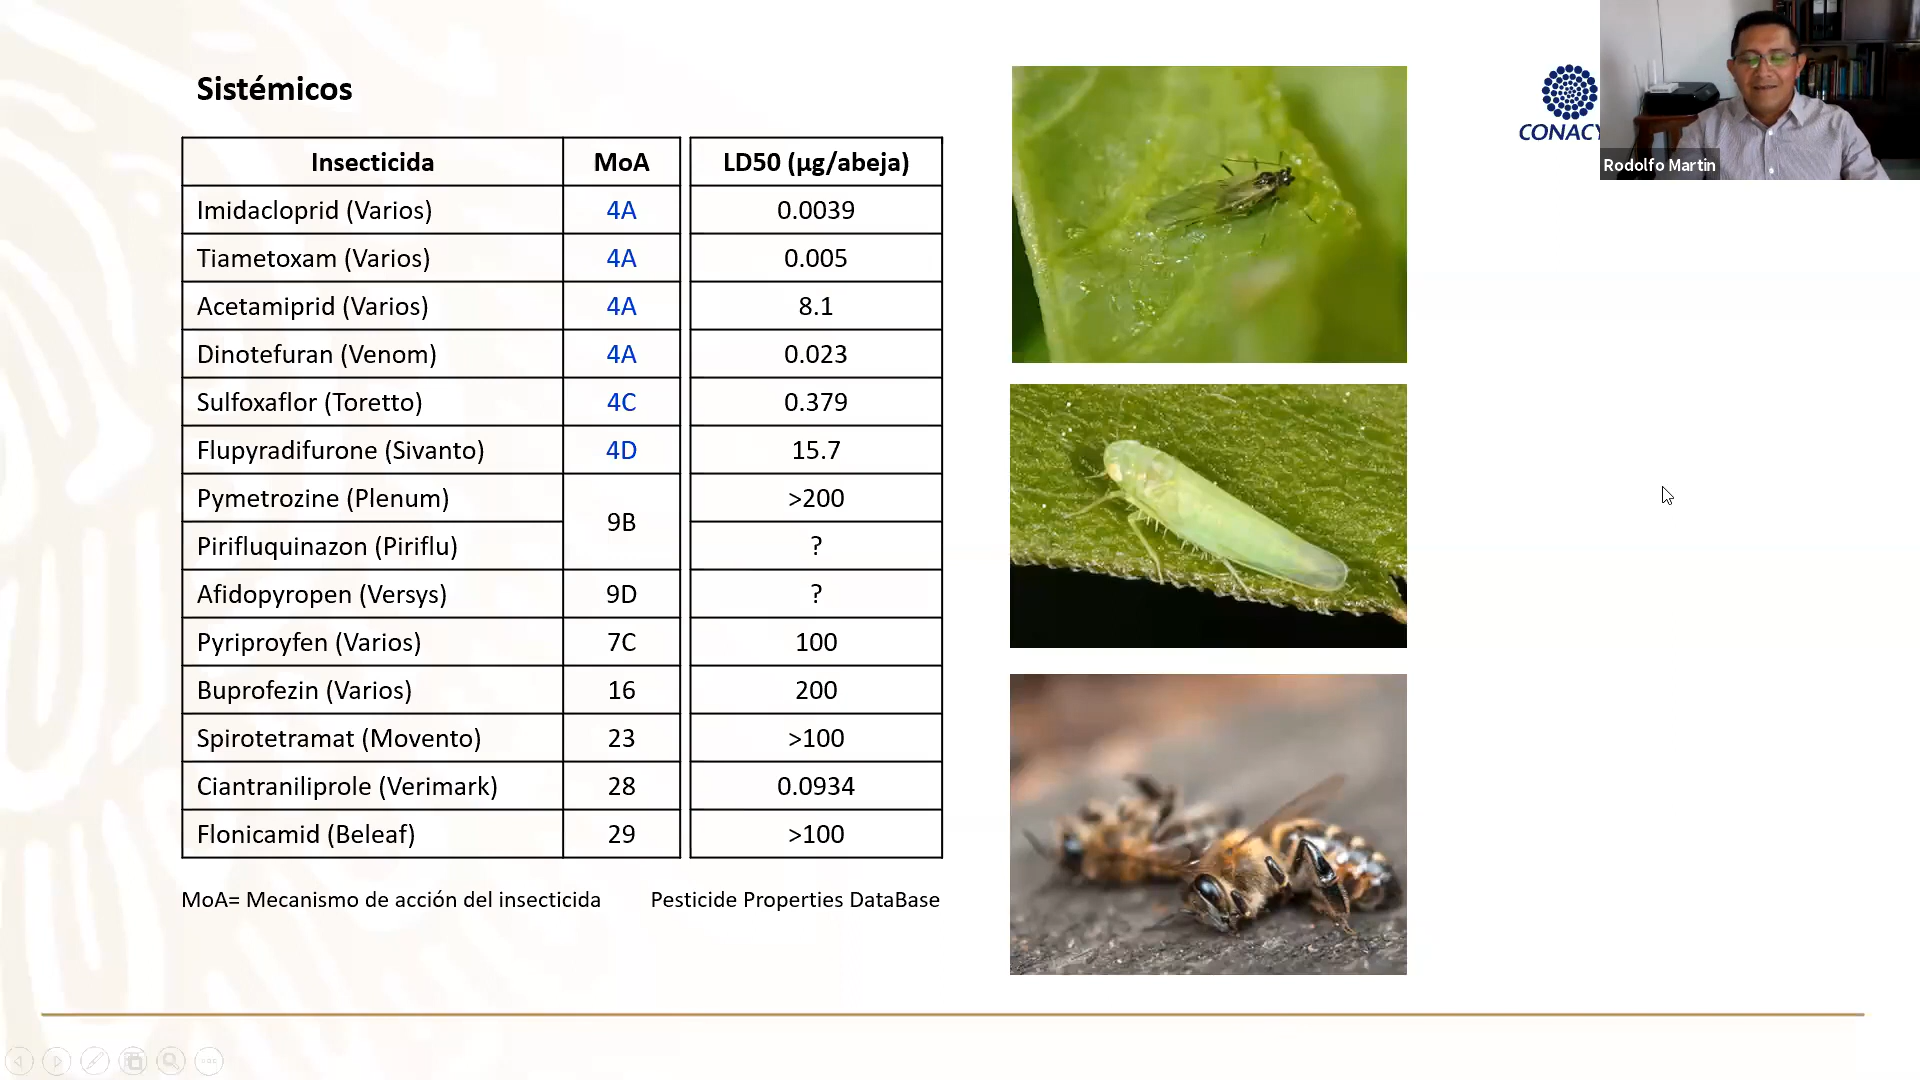 Sistémicos
Insecticida MoA LD50 (µg/abeja)
Imidacloprid (Varios) 4A 0.0039
Tiametoxam (Varios) 4A 0.005
Acetamiprid (Varios) 4A 8.1
Dinotefuran (Venom) 4A 0.023
Sulfoxaflor (Toretto) 4C 0.379
Flupyradifurone (Sivanto) 4D 15.7
Pymetrozine (Plenum) 9B >200
Pirifluquinazon (Piriflu) ?
Afidopyropen (Versys) 9D ?
Pyriproyfen (Varios) 7C 100
Buprofezin (Varios) 16 200
Spirotetramat (Movento) 23 >100
Ciantraniliprole (Verimark) 28 0.0934
Flonicamid (Beleaf) 29 >100
MoA= Mecanismo de acción del insecticida Pesticide Properties DataBase
CONACY
Rodolfo Martin